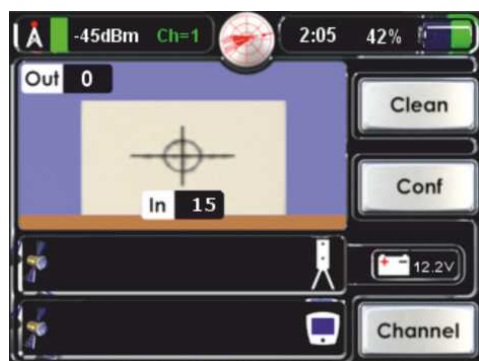 -45dBm Ch=1 2:05 42%
Out 0
Clean
Conf
In 15
12.2V
Channel